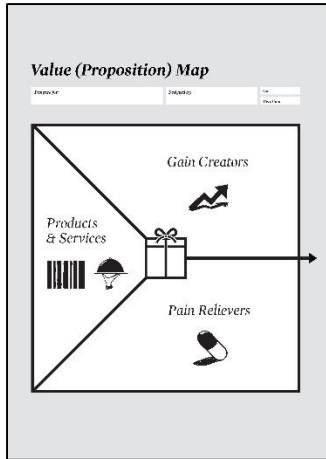 Value (Proposition) Map
Gain Creators
Products
& Services
Pain Relievers